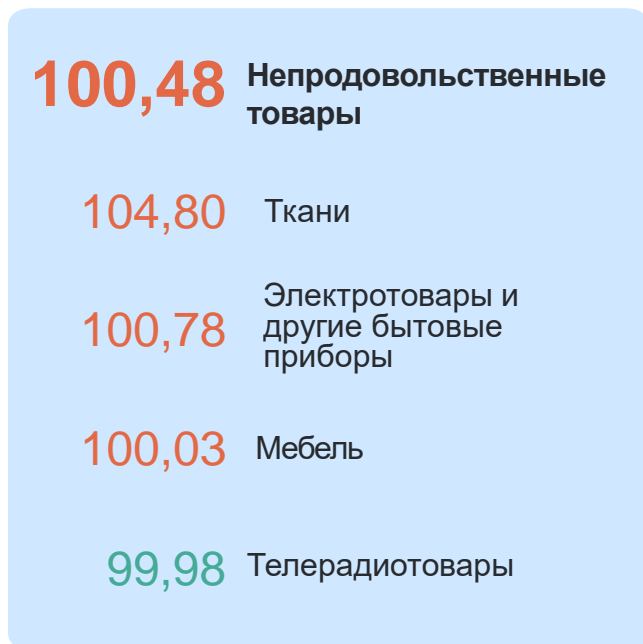 100,48 Непродовольственные
товары
104,80 Ткани
Электротовары и
100,78 другие бытовые
приборы
100,03 Мебель
99,98 Телерадиотовары